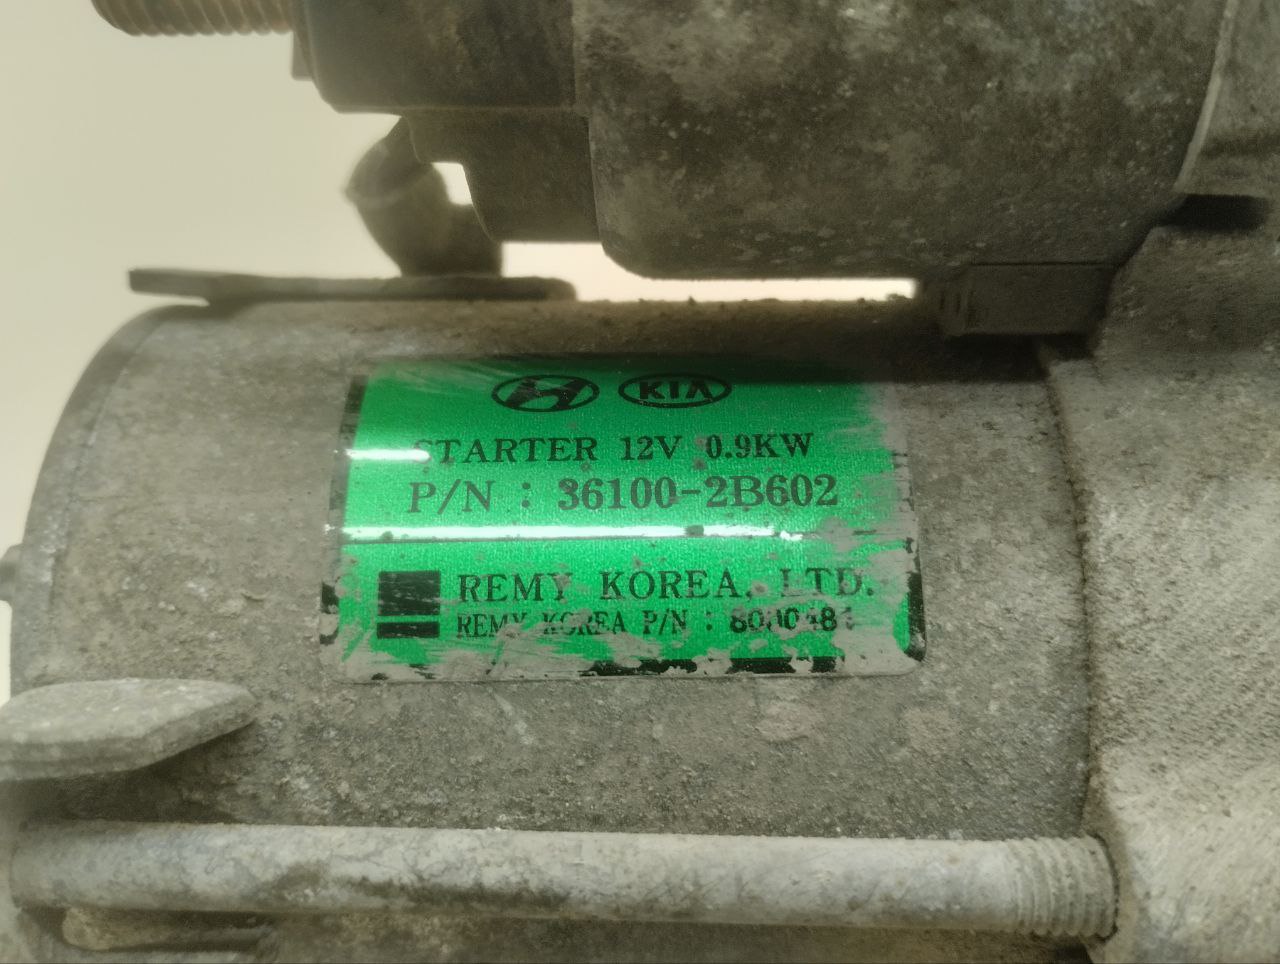 KIA
STARTER 12V 0.9KW
P/N : 36100-2B602
REMY KOREA, LTD.
REMY KOREA P/N :